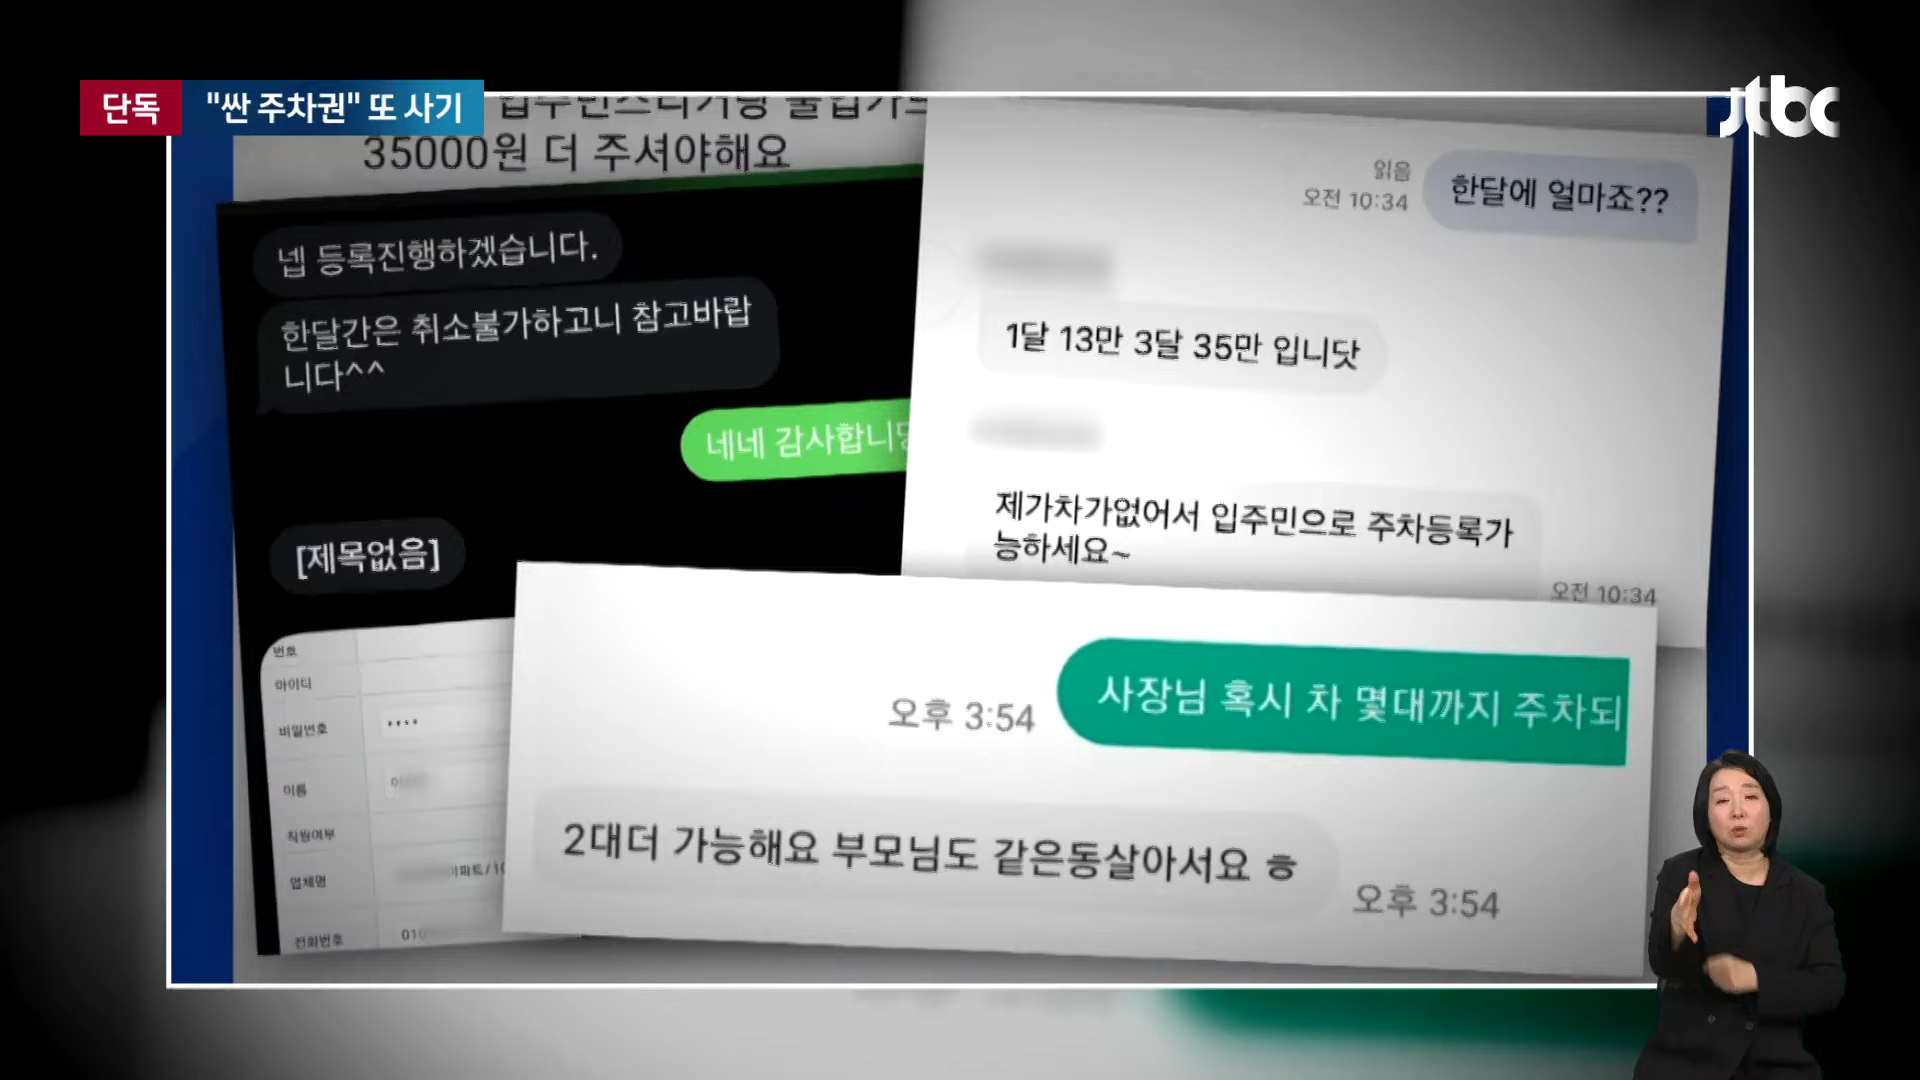 단독 "싼 주차권" 또 사기
jtbc
35000원 더 주셔야해요
넵 등록진행하겠습니다.
한달간은 취소불가하고니 참고바랍
니다^^
네네 감사합니
[제목없음]
번호
아이디
비밀번호 ****
이름
직원여부
업체명 파트/10
전화번호 010
읽음
오전 10:34
한달에 얼마죠??
1달 13만 3달 35만 입니닷
제가차가없어서 입주민으로 주차등록가
능하세요~
오전 10:34
사장님 혹시 차 몇대까지 주차되
오후 3:54
2대더 가능해요 부모님도 같은동살아서요 ㅎ
오후 3:54